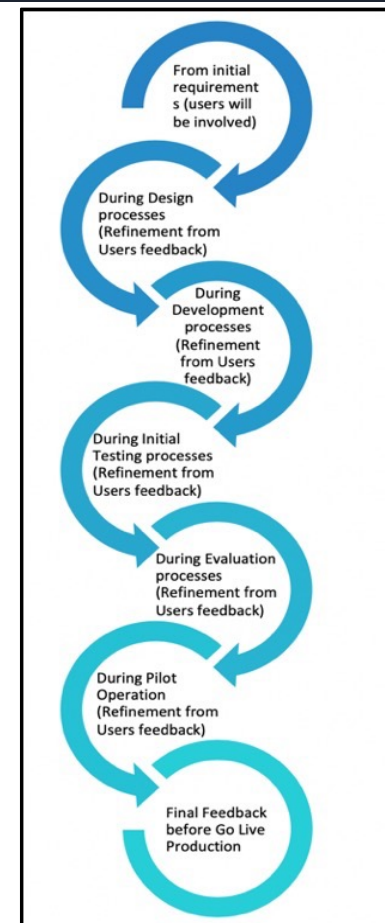 From initial
requirement
s (users will
be involved)
During Design
processes
(Refinement from
Users feedback)
During
Development
processes
(Refinement
from Users
feedback)
During Initial
Testing processes
(Refinement from
Users feedback)
During Evaluation
processes
(Refinement from
Users feedback)
During Pilot
Operation
(Refinement from
Users feedback)
Final Feedback
before Go Live
Production